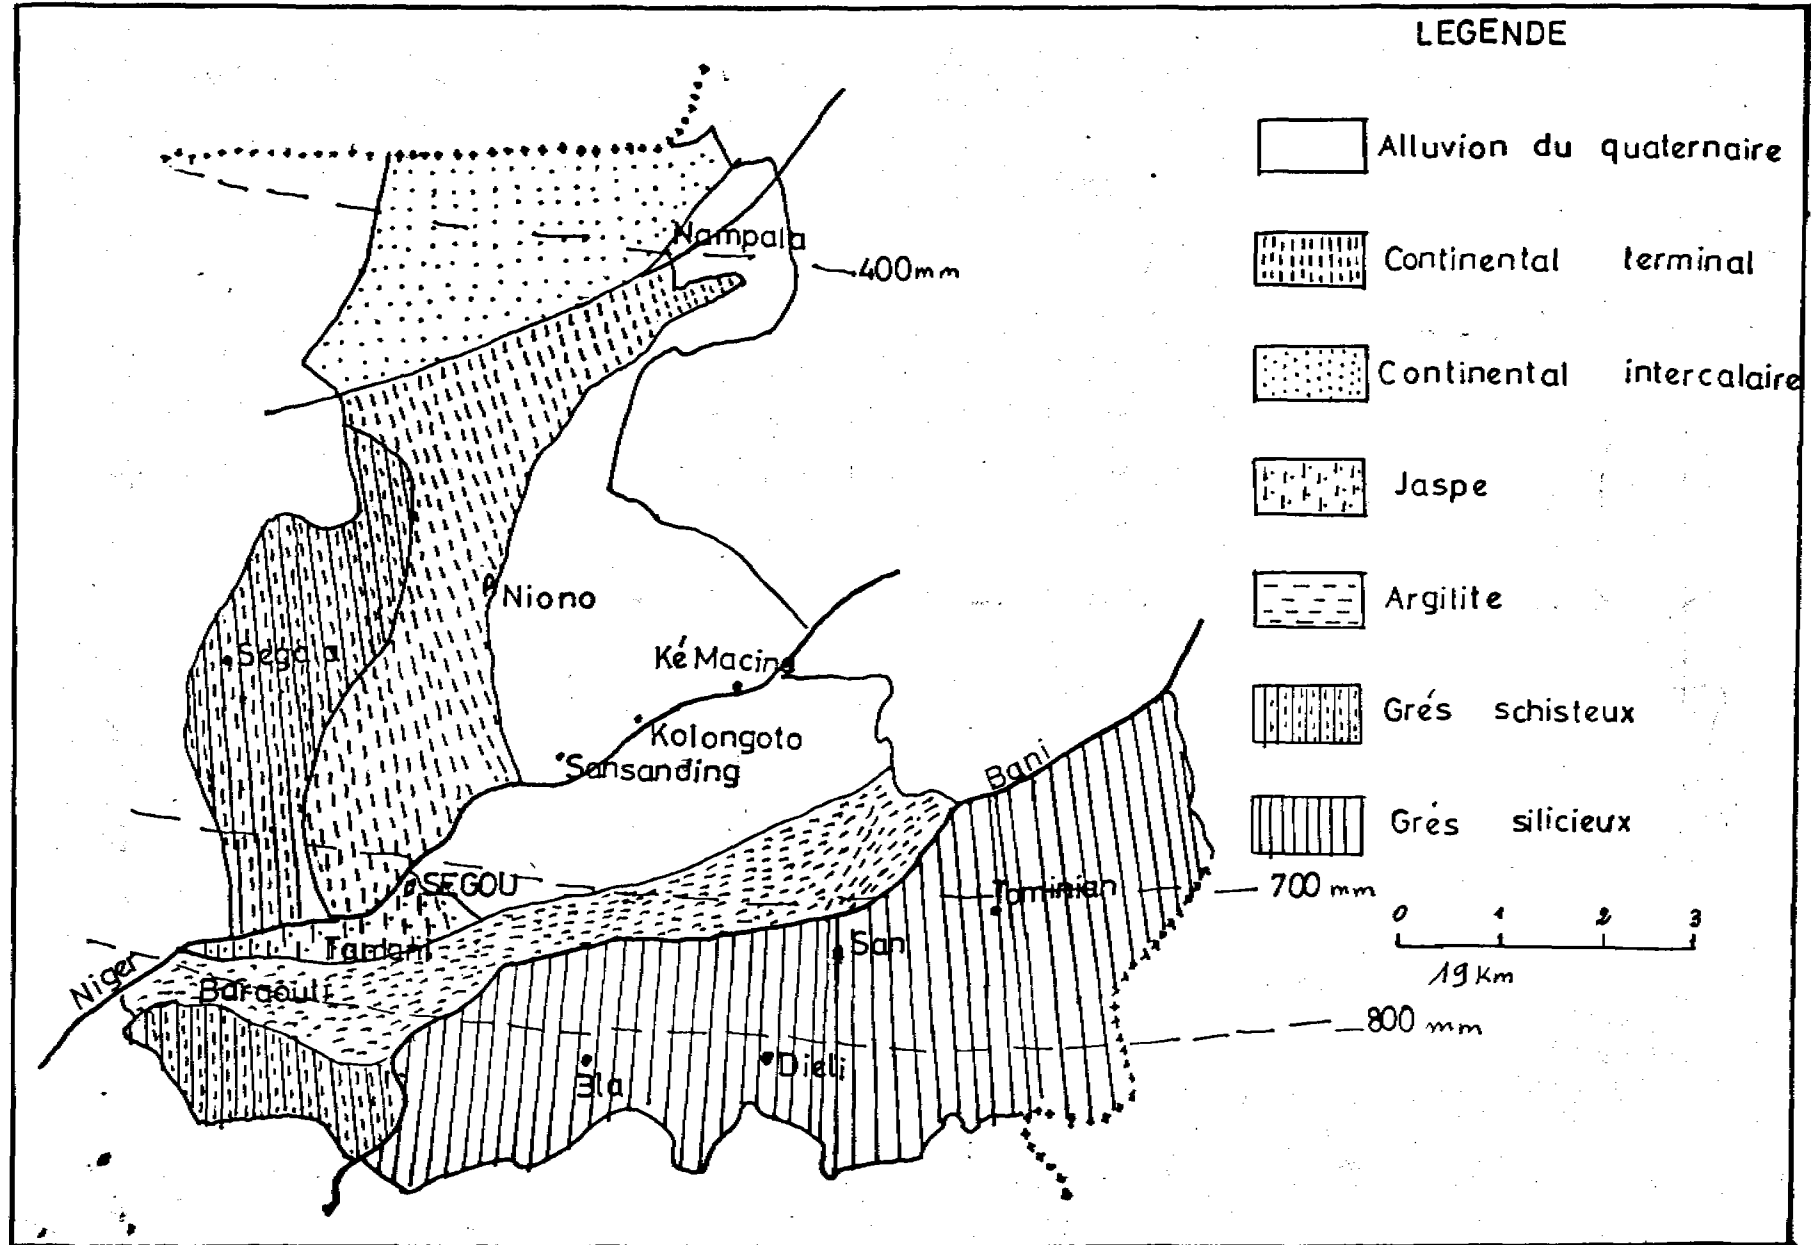 LEGENDE
Alluvion du quaternaire
Continental terminal
Continental intercalaire
Jaspe
Argilite
Grés schisteux
Grés silicieux
0 1 2 3
19 Km
Nampala
400mm
Niono
Ké Macina
Kolongoto
Sansanding
Bani
SEGOU
700 mm
Tominian
San
Niger
Baraouli
800 mm
Bla
Dieli